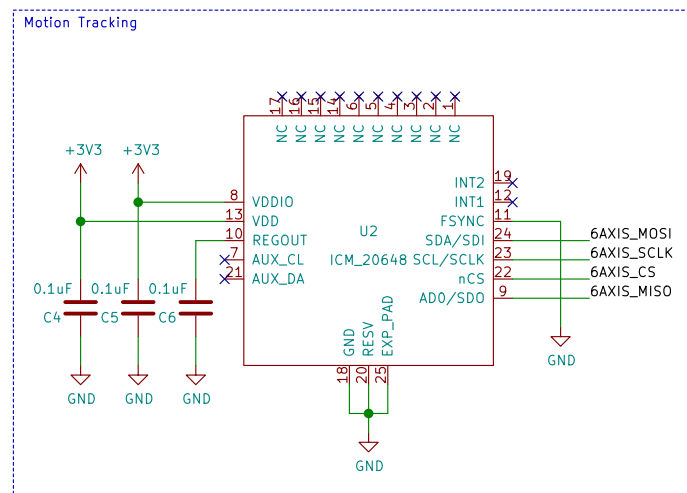 Motion Tracking
17 16 15 14 6 5 4 3 2 1
NC NC NC NC NC NC NC NC NC NC
+3V3 +3V3
8 VDDIO
13 VDD
10 REGOUT
7 AUX_CL
21 AUX_DA
U2
ICM_20648
INT2 19
INT1 12
FSYNC 11
SDA/SDI 24 6AXIS_MOSI
SCL/SCLK 23 6AXIS_SCLK
nCS 22 6AXIS_CS
AD0/SDO 9 6AXIS_MISO
0.1uF 0.1uF 0.1uF
C4 C5 C6
GND RESV EXP_PAD
18 20 25
GND GND GND
GND
GND